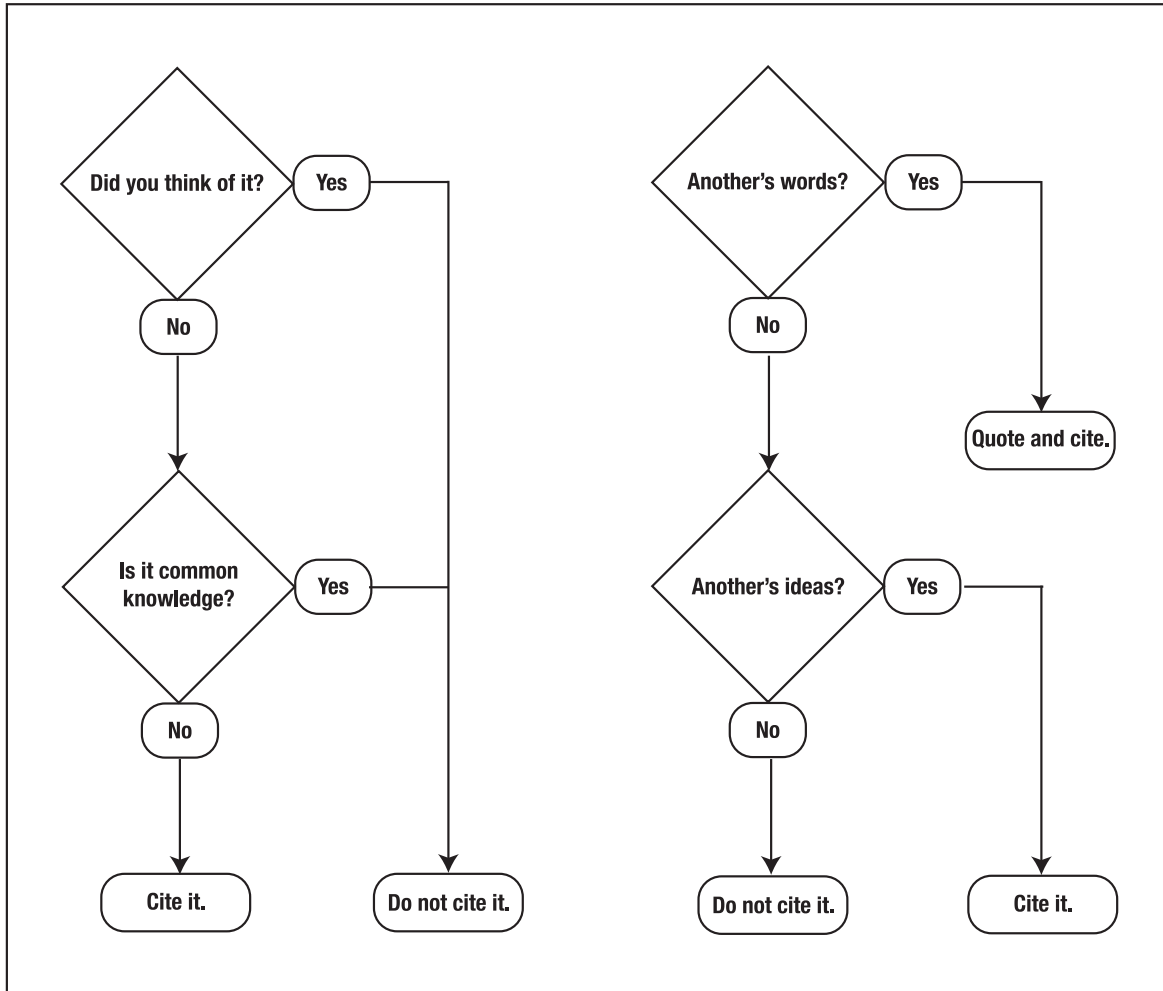 Did you think of it?
Yes
No
Is it common
knowledge?
Yes
No
Cite it.
Do not cite it.
Another’s words?
Yes
No
Quote and cite.
Another’s ideas?
Yes
No
Do not cite it.
Cite it.